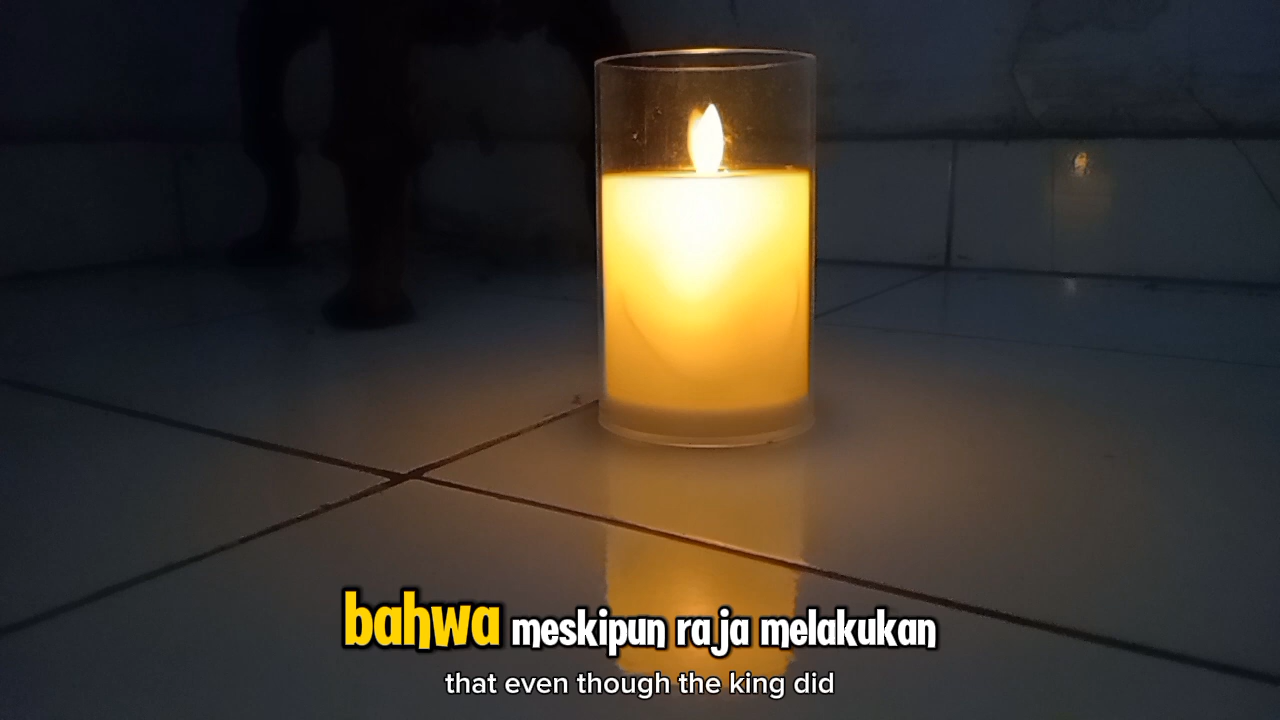 bahwa meskipun raja melakukan
that even though the king did